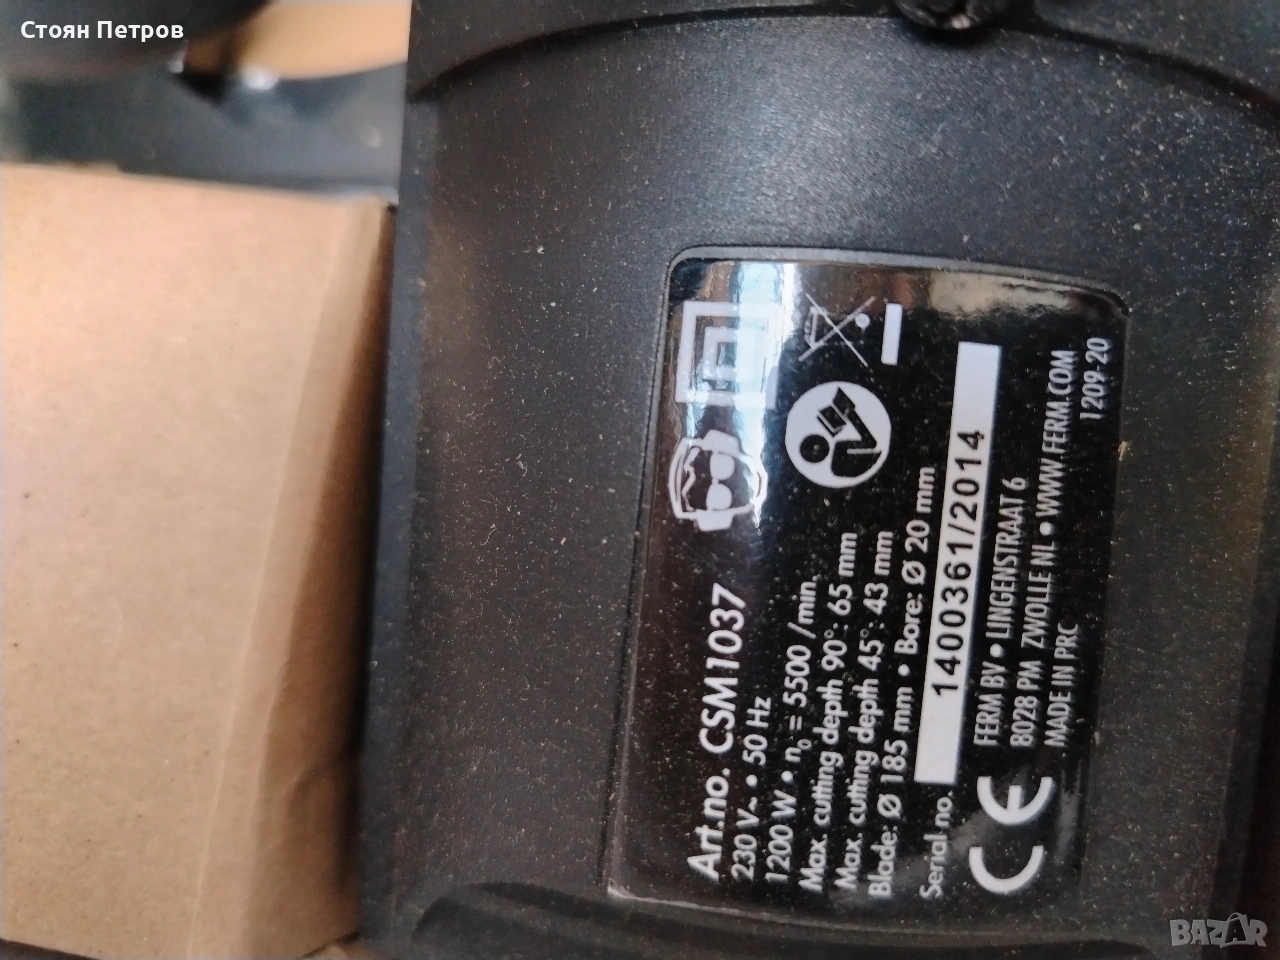 Стоян Петров
Art.no. CSM1037
230 V~ • 50 Hz
1200 W • n₀ = 5500 /min.
Max. cutting depth 90°: 65 mm
Max. cutting depth 45°: 43 mm
Blade: Ø 185 mm • Bore: Ø 20 mm
Serial no. 1400361/2014
CE
FERM BV • LINGENSTRAAT 6
8028 PM ZWOLLE NL • WWW.FERM.COM
MADE IN PRC
1209-20
BAZAR